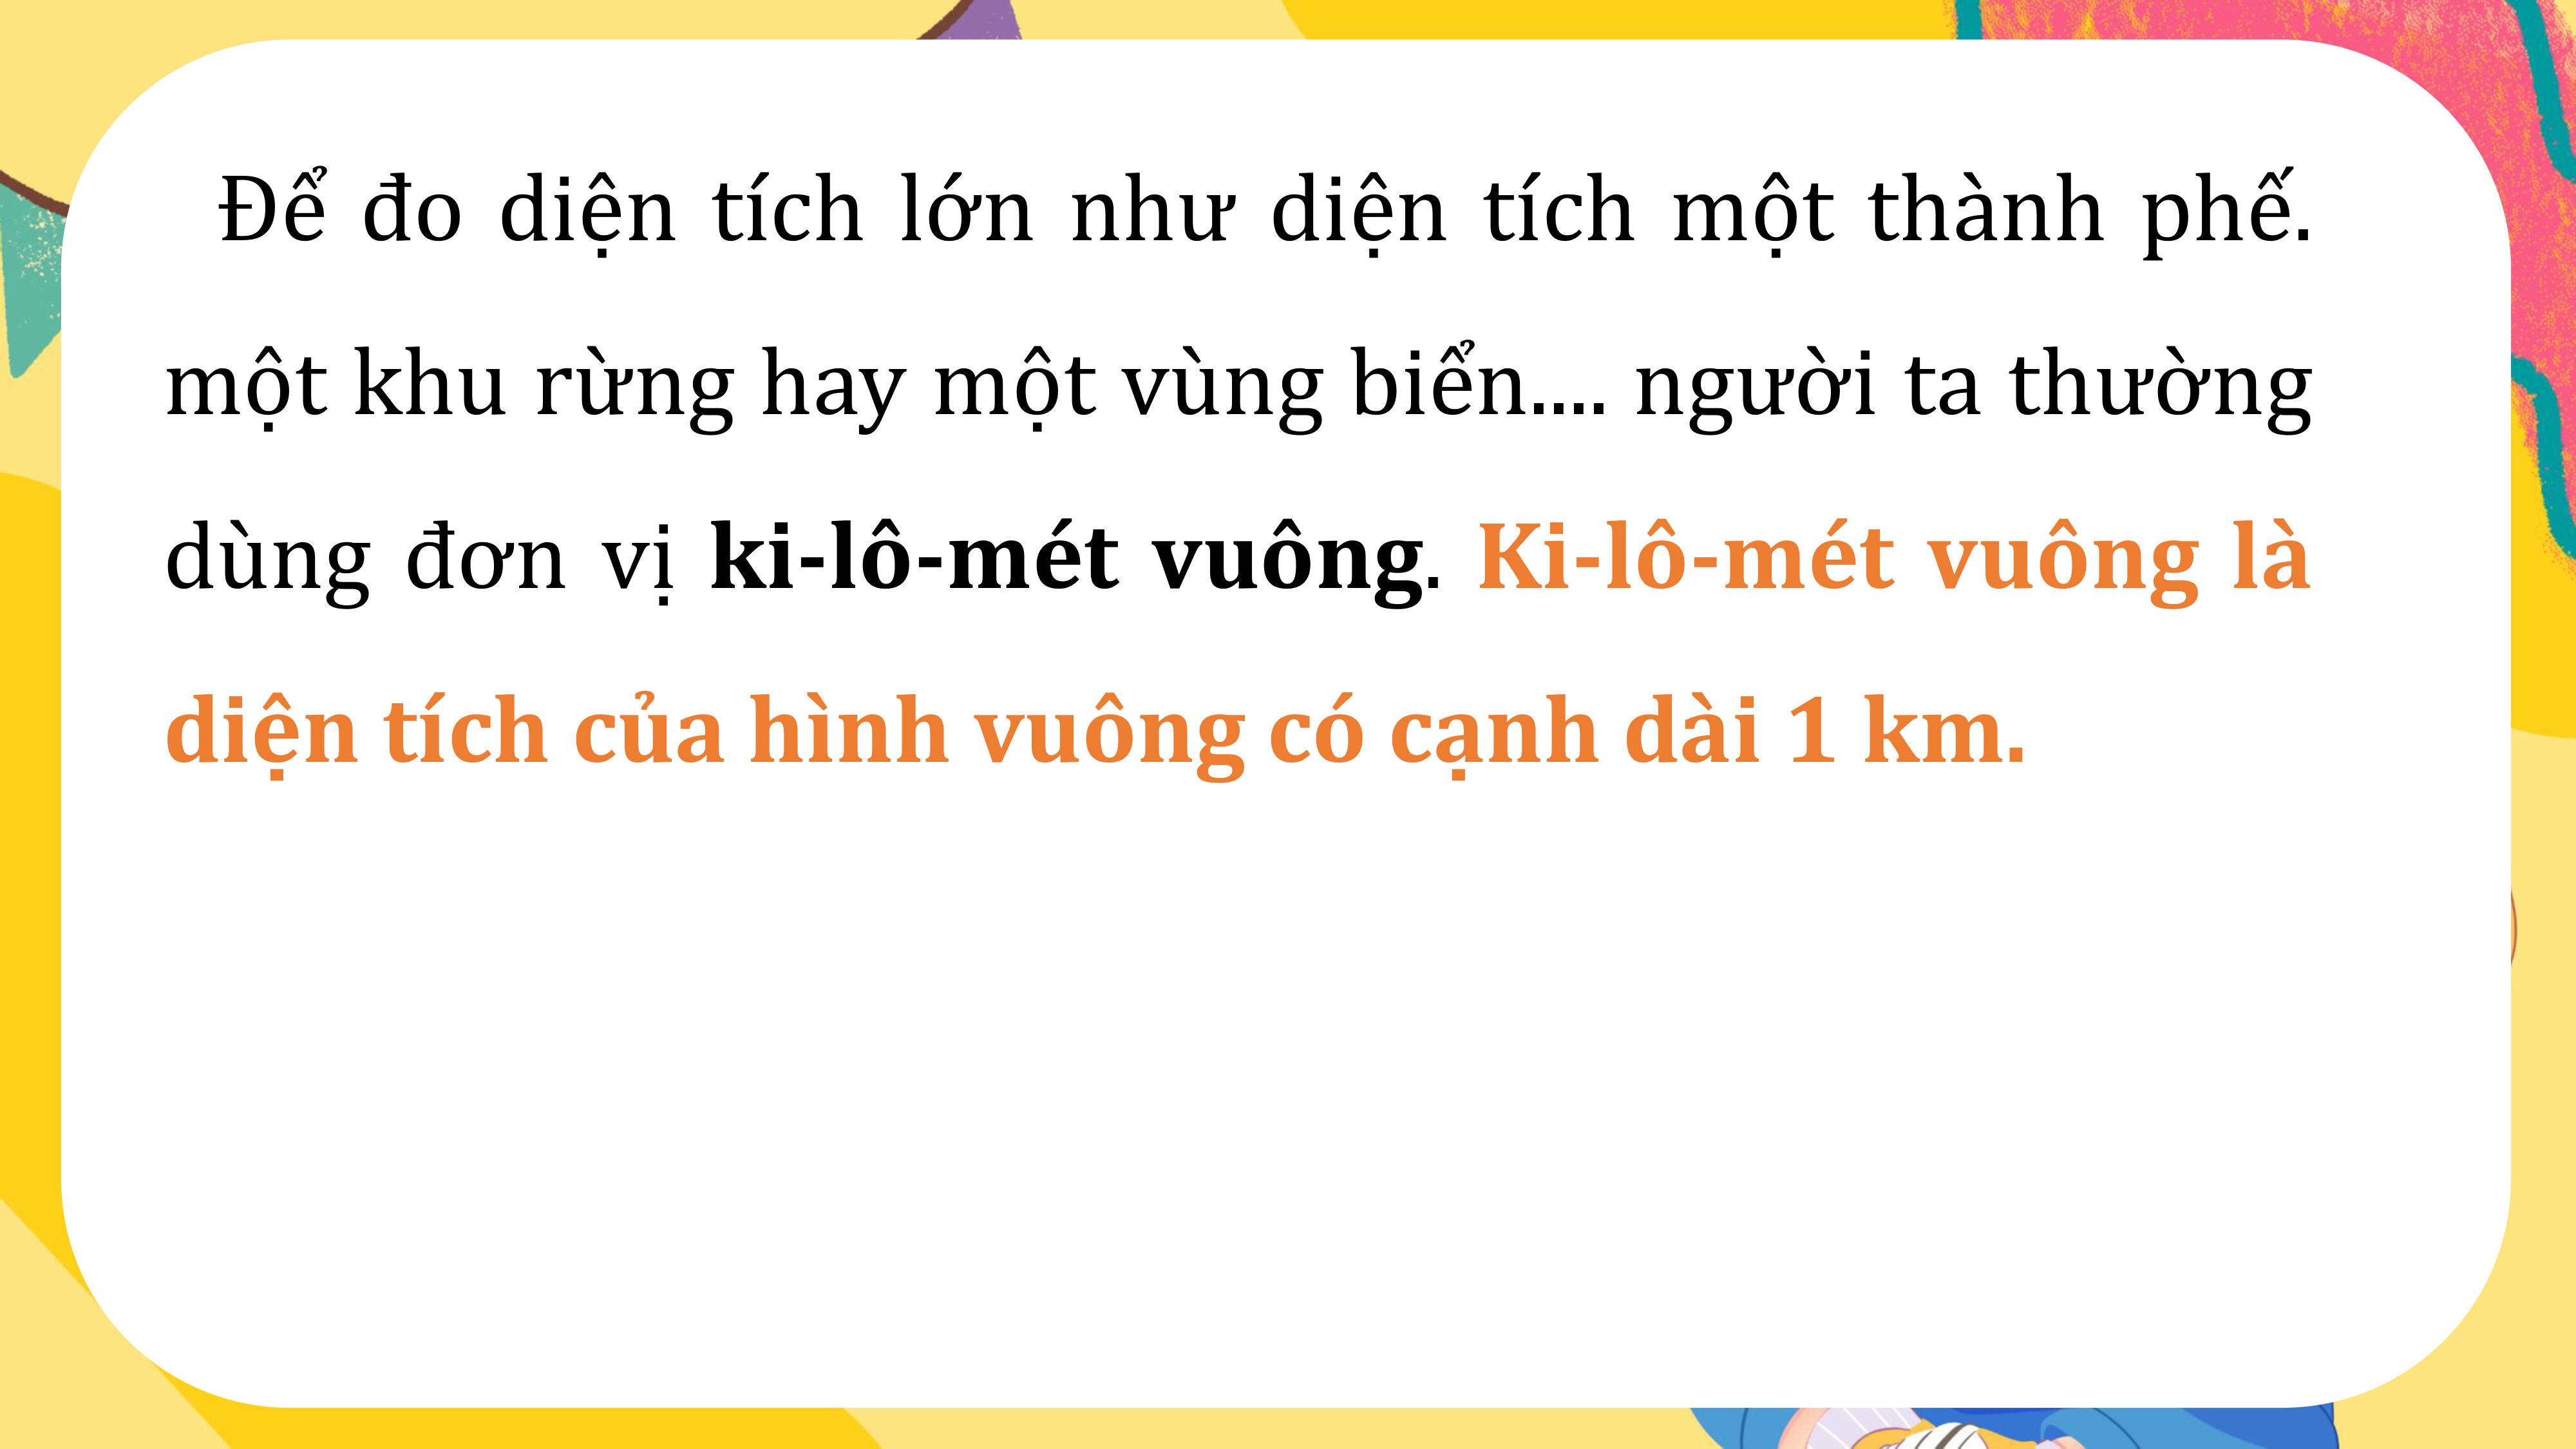 Để đo diện tích lớn như diện tích một thành phế.
một khu rừng hay một vùng biển.... người ta thường
dùng đơn vị ki-lô-mét vuông. Ki-lô-mét vuông là
diện tích của hình vuông có cạnh dài 1 km.